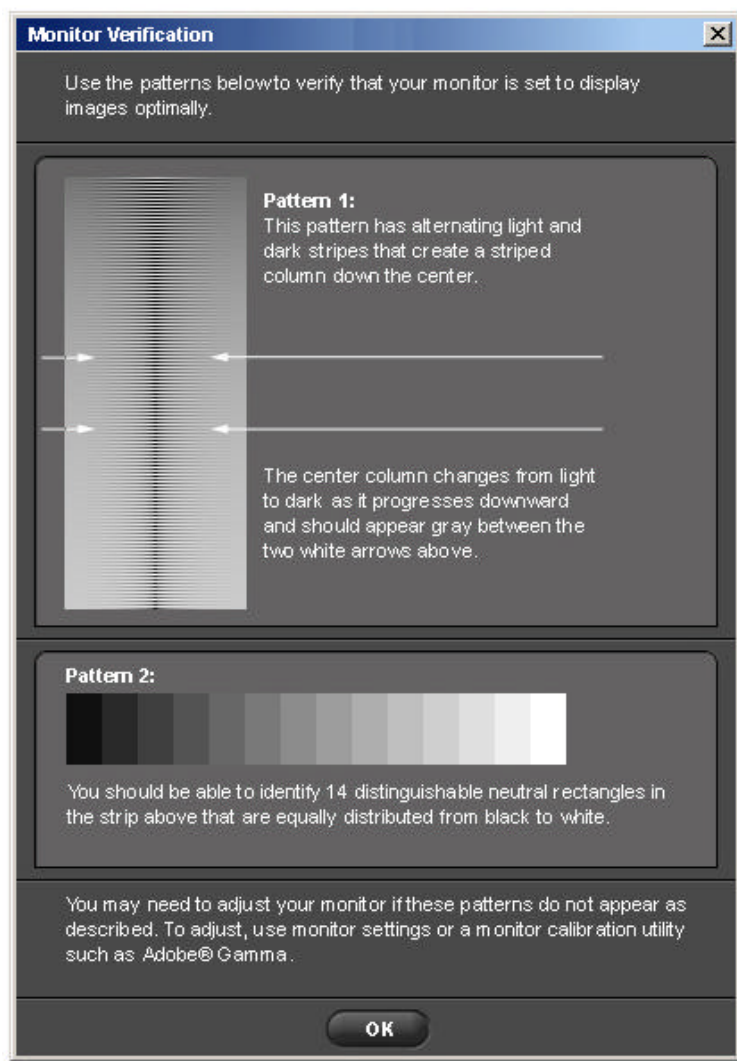 Monitor Verification
Use the patterns belowto verify that your monitor is set to display
images optimally.
Pattern 1:
This pattern has alternating light and
dark stripes that create a striped
column down the center.
The center column changes from light
to dark as it progresses downward
and should appear gray between the
two white arrows above.
Pattern 2:
You should be able to identify 14 distinguishable neutral rectangles in
the strip above that are equally distributed from black to white.
You may need to adjust your monitor if these patterns do not appear as
described. To adjust, use monitor settings or a monitor calibration utility
such as Adobe® Gamma.
OK